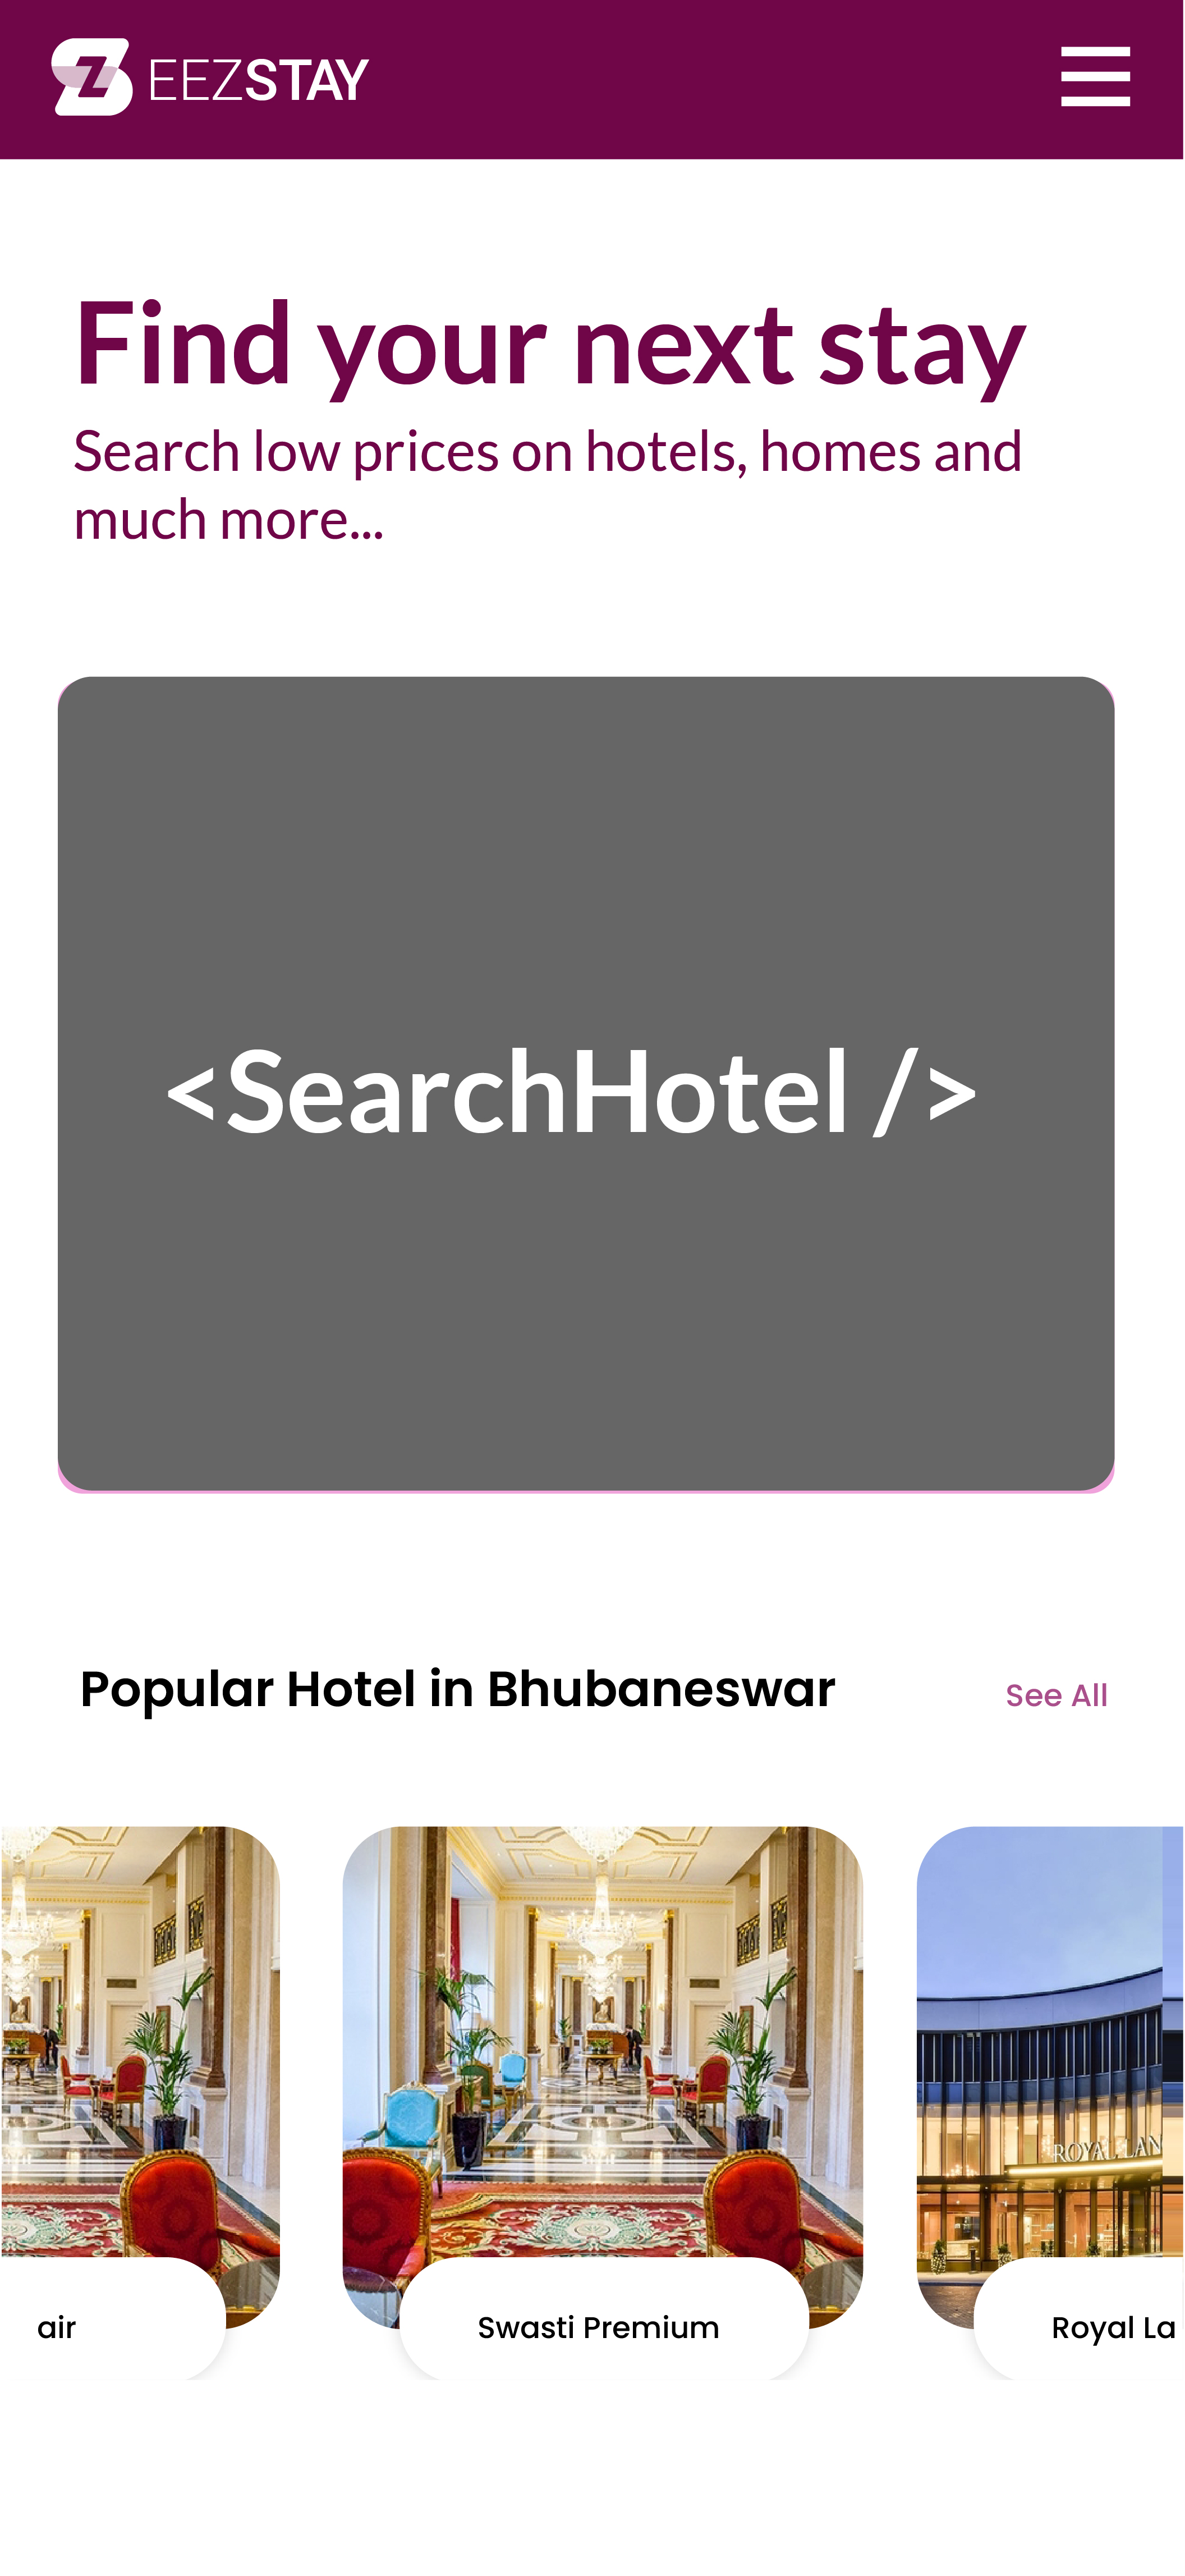 EEZSTAY
Find your next stay
Search low prices on hotels, homes and
much more...
<SearchHotel />
Popular Hotel in Bhubaneswar
See All
ROYAL LAN
air
Swasti Premium
Royal La